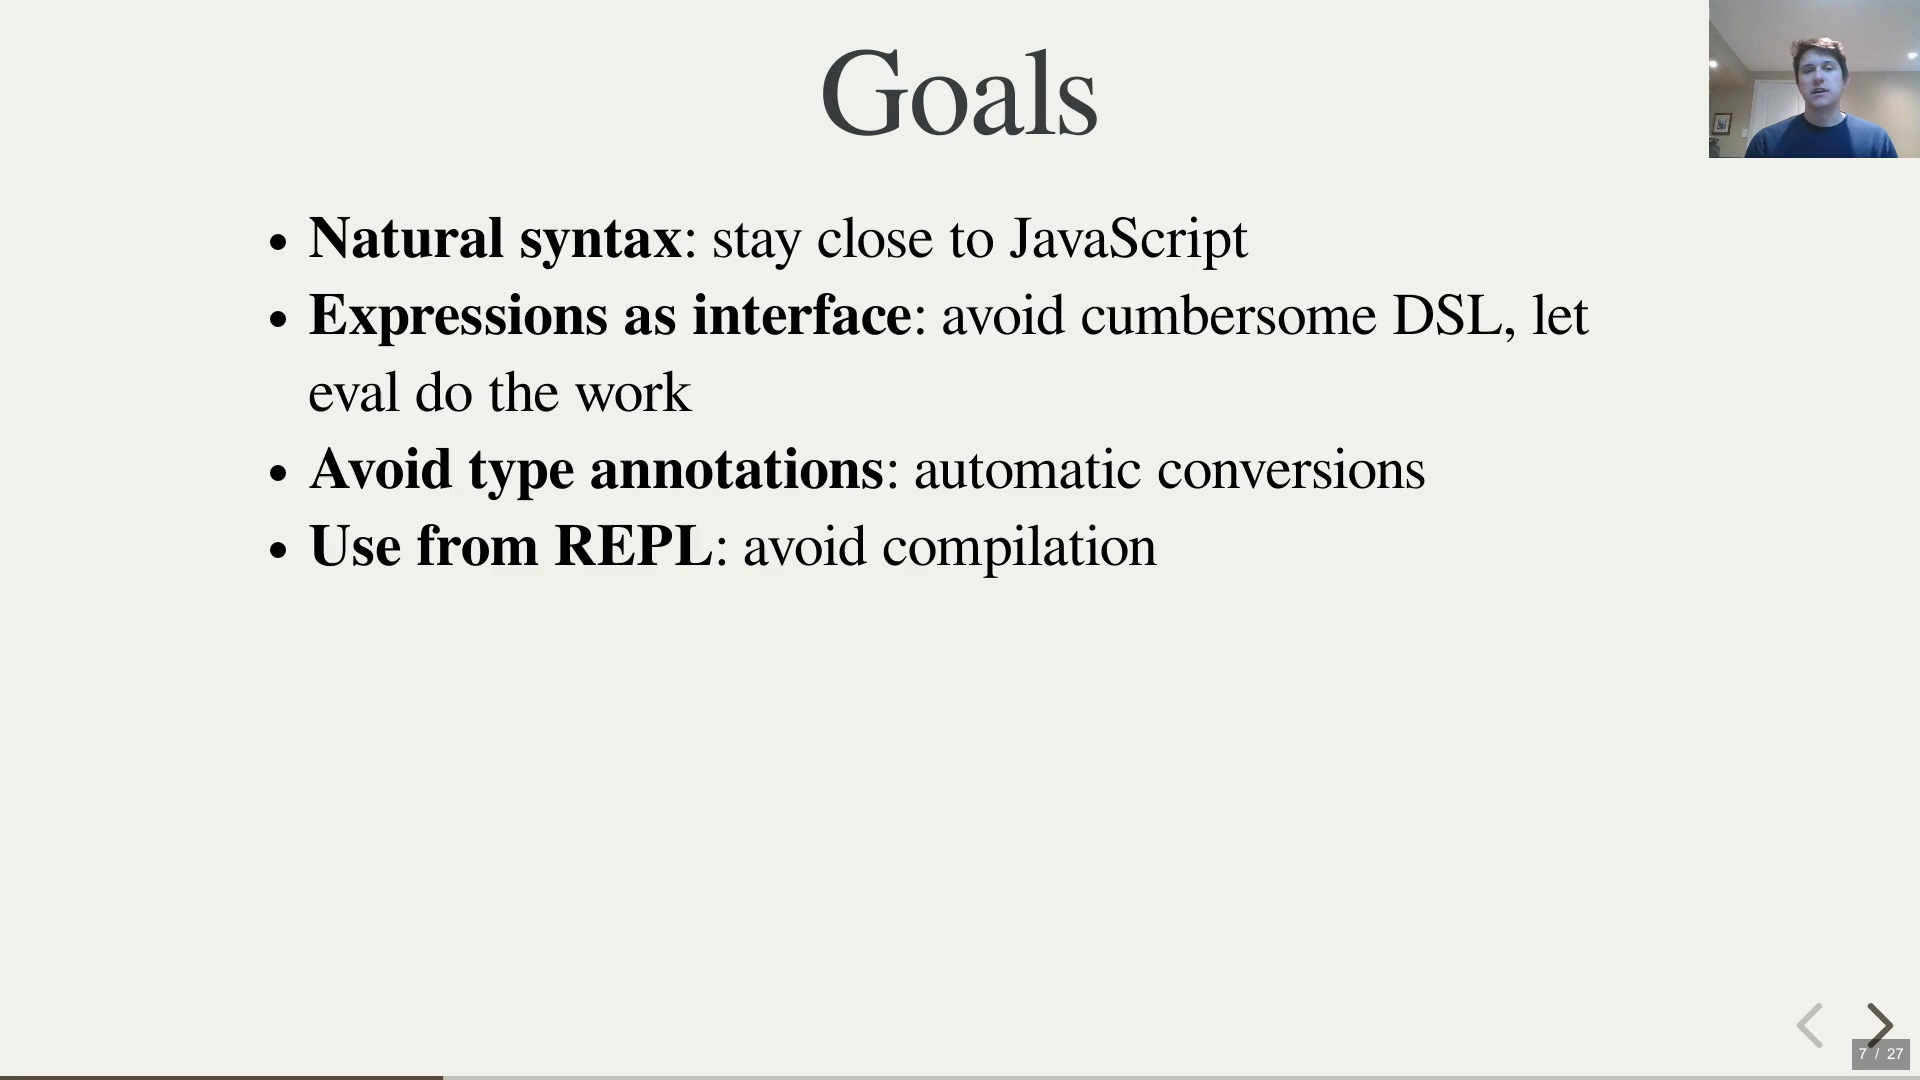 Goals
• Natural syntax: stay close to JavaScript
• Expressions as interface: avoid cumbersome DSL, let
eval do the work
• Avoid type annotations: automatic conversions
• Use from REPL: avoid compilation
7 / 27